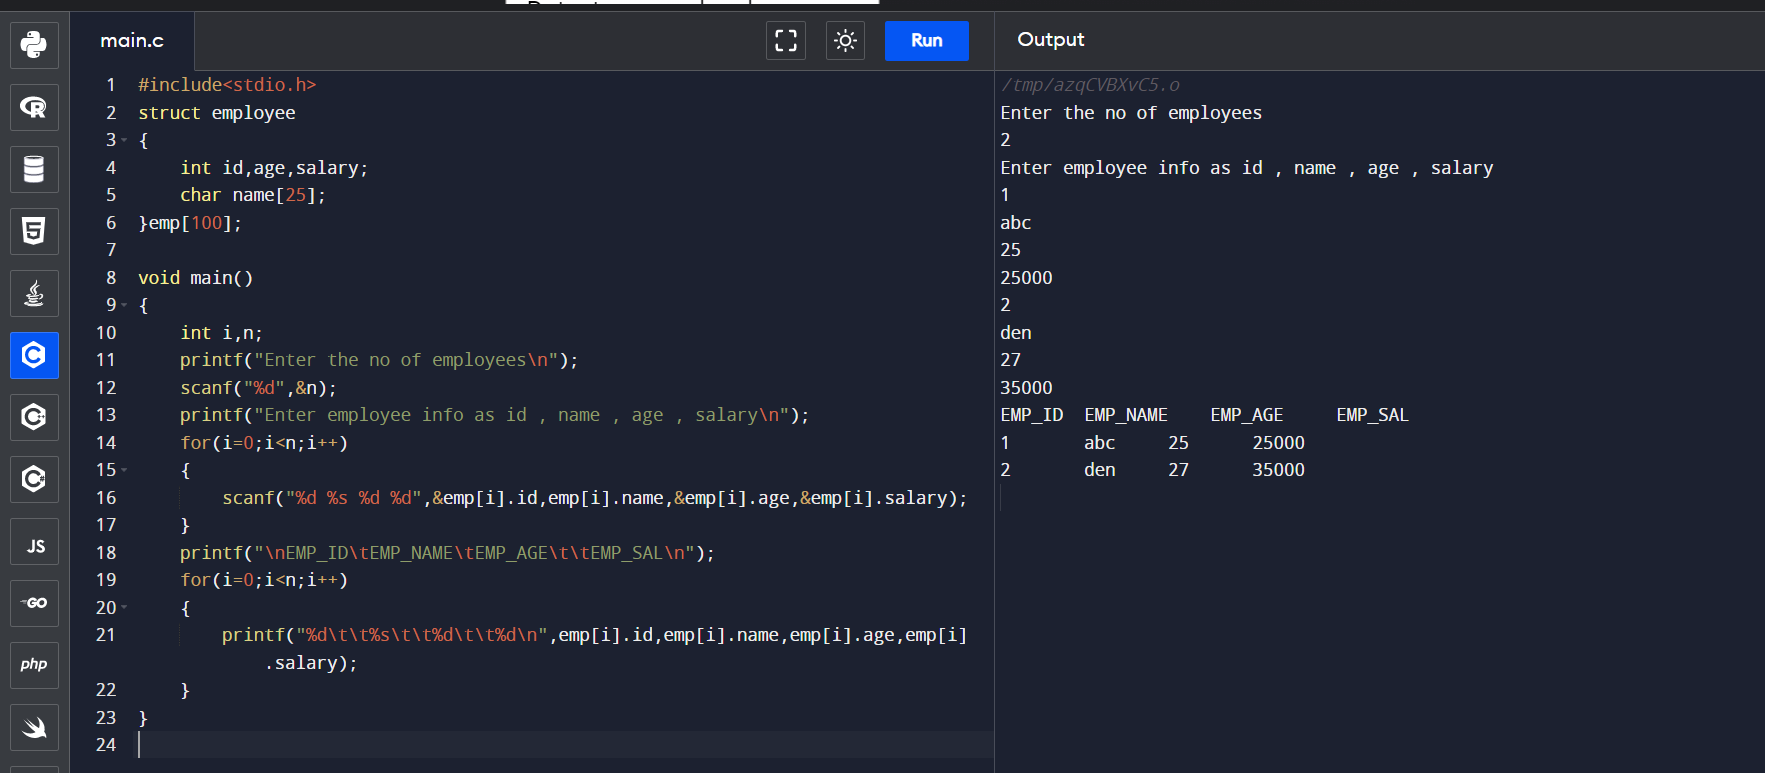 main.c
Run
Output
1 #include<stdio.h>
2 struct employee
3 {
4     int id,age,salary;
5     char name[25];
6 }emp[100];
7
8 void main()
9 {
10     int i,n;
11     printf("Enter the no of employees\n");
12     scanf("%d",&n);
13     printf("Enter employee info as id , name , age , salary\n");
14     for(i=0;i<n;i++)
15     {
16         scanf("%d %s %d %d",&emp[i].id,emp[i].name,&emp[i].age,&emp[i].salary);
17     }
18     printf("\nEMP_ID\tEMP_NAME\tEMP_AGE\t\tEMP_SAL\n");
19     for(i=0;i<n;i++)
20     {
21         printf("%d\t\t%s\t\t%d\t\t%d\n",emp[i].id,emp[i].name,emp[i].age,emp[i]
            .salary);
22     }
23 }
24
/tmp/azqCVBXvC5.o
Enter the no of employees
2
Enter employee info as id , name , age , salary
1
abc
25
25000
2
den
27
35000
EMP_ID  EMP_NAME    EMP_AGE     EMP_SAL
1       abc     25      25000
2       den     27      35000
R
5
C
C
C
JS
GO
php